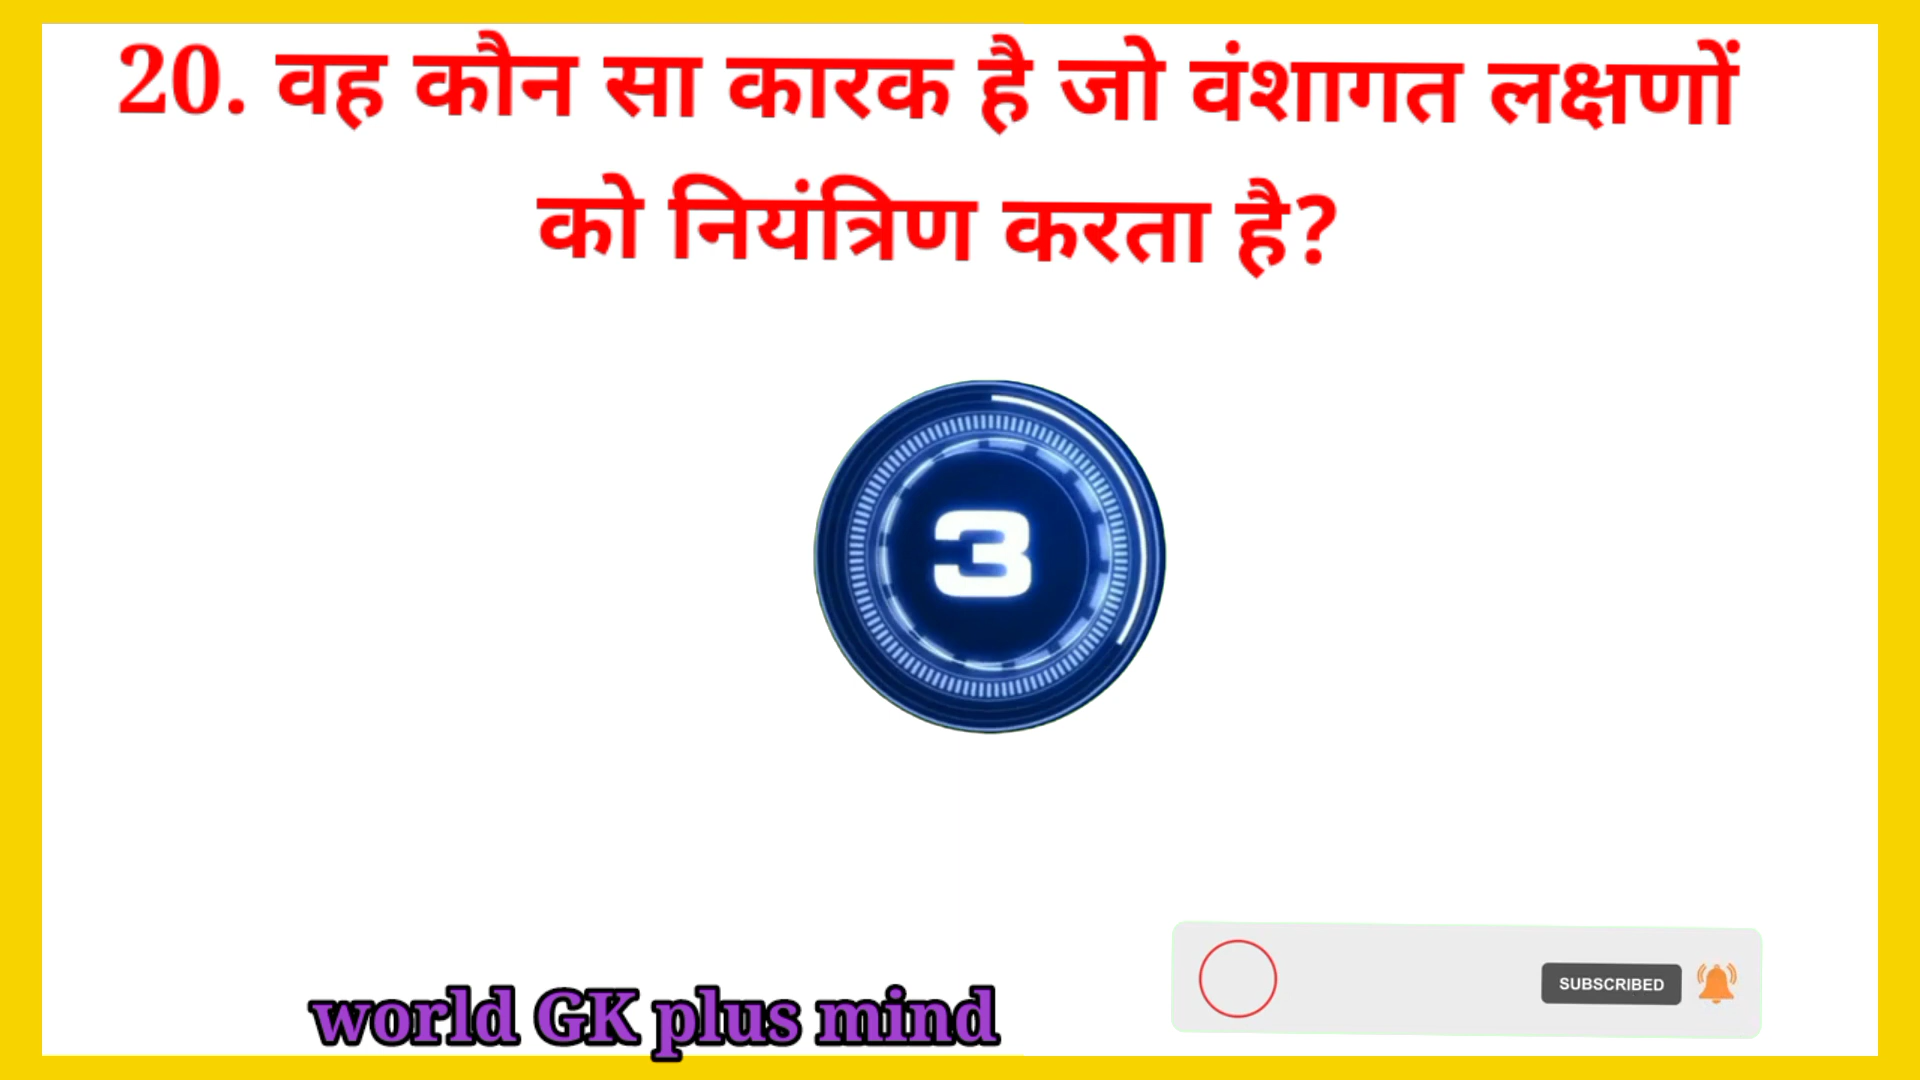 20. वह कौन सा कारक है जो वंशागत लक्षणों
को नियंत्रिण करता है?
3
world GK plus mind
SUBSCRIBED